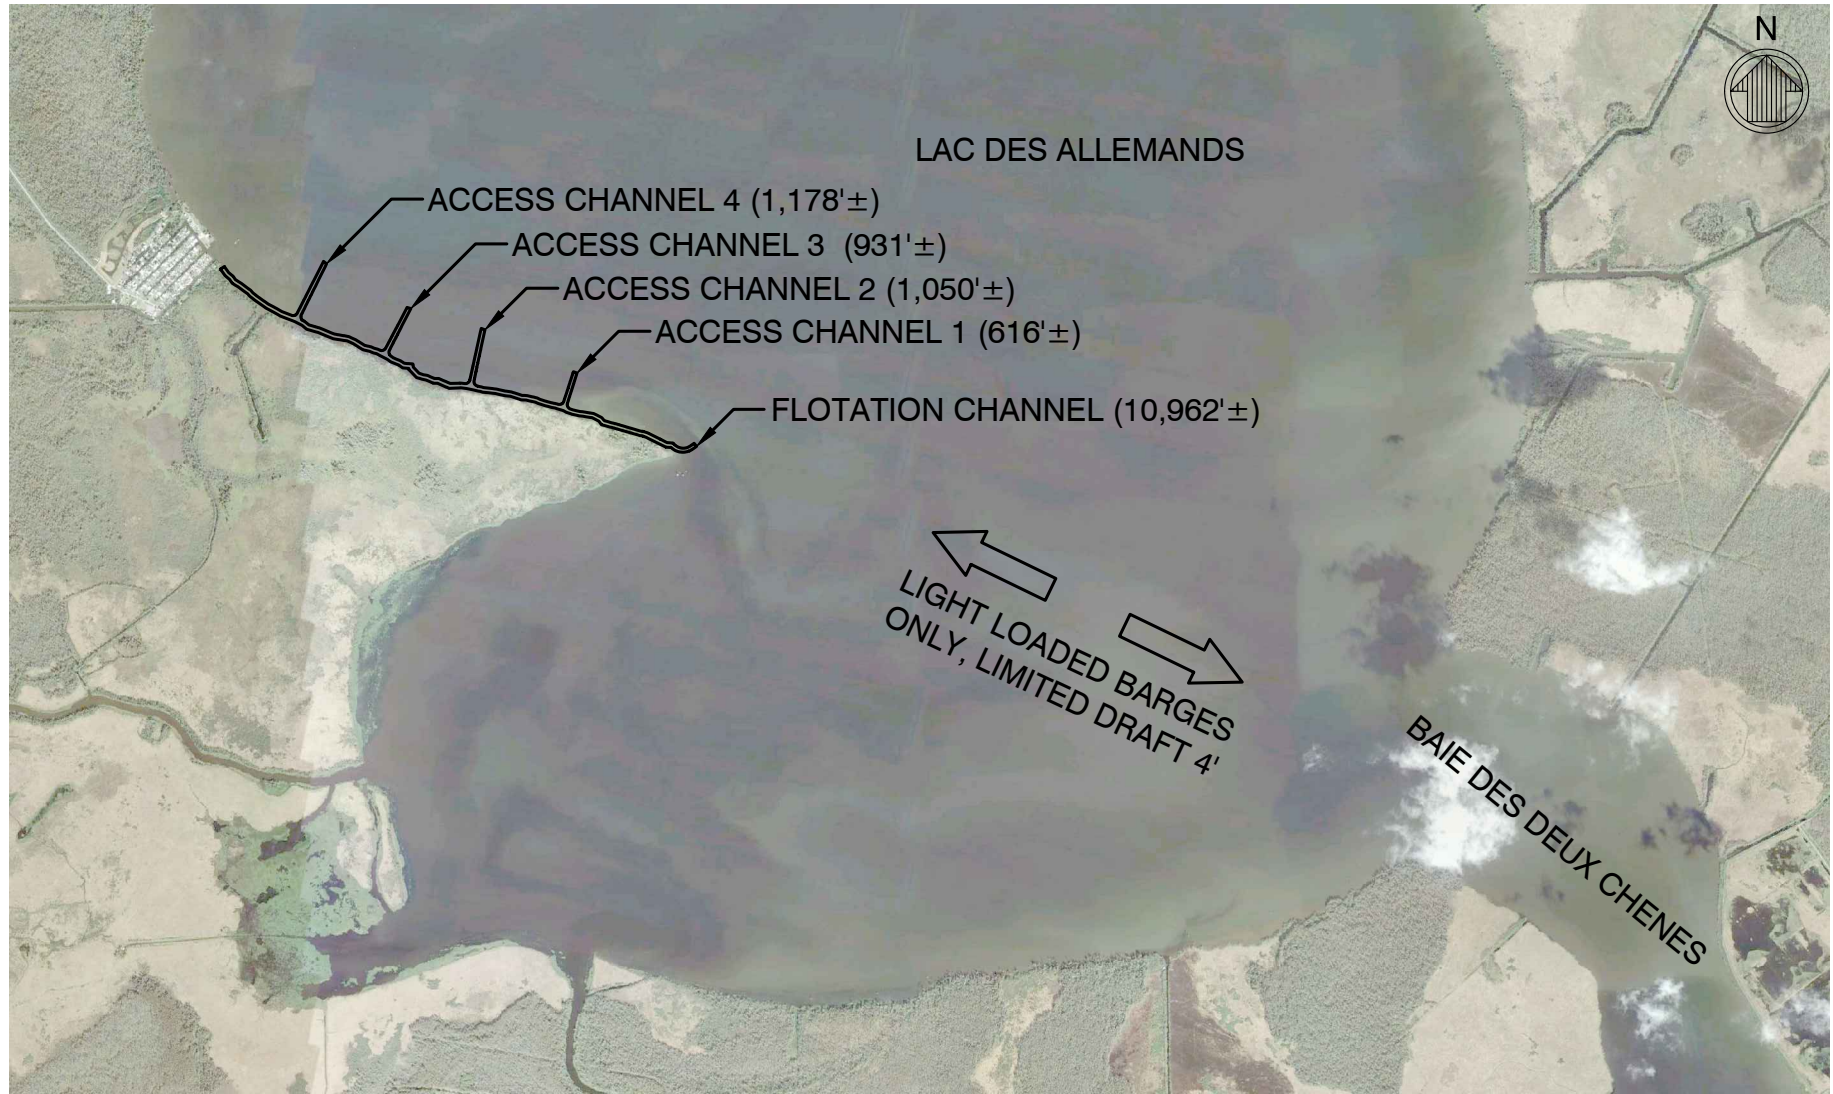 N
LAC DES ALLEMANDS
ACCESS CHANNEL 4 (1,178'±)
ACCESS CHANNEL 3 (931'±)
ACCESS CHANNEL 2 (1,050'±)
ACCESS CHANNEL 1 (616'±)
FLOTATION CHANNEL (10,962'±)
LIGHT LOADED BARGES
ONLY, LIMITED DRAFT 4'
BAIE DES DEUX CHENES